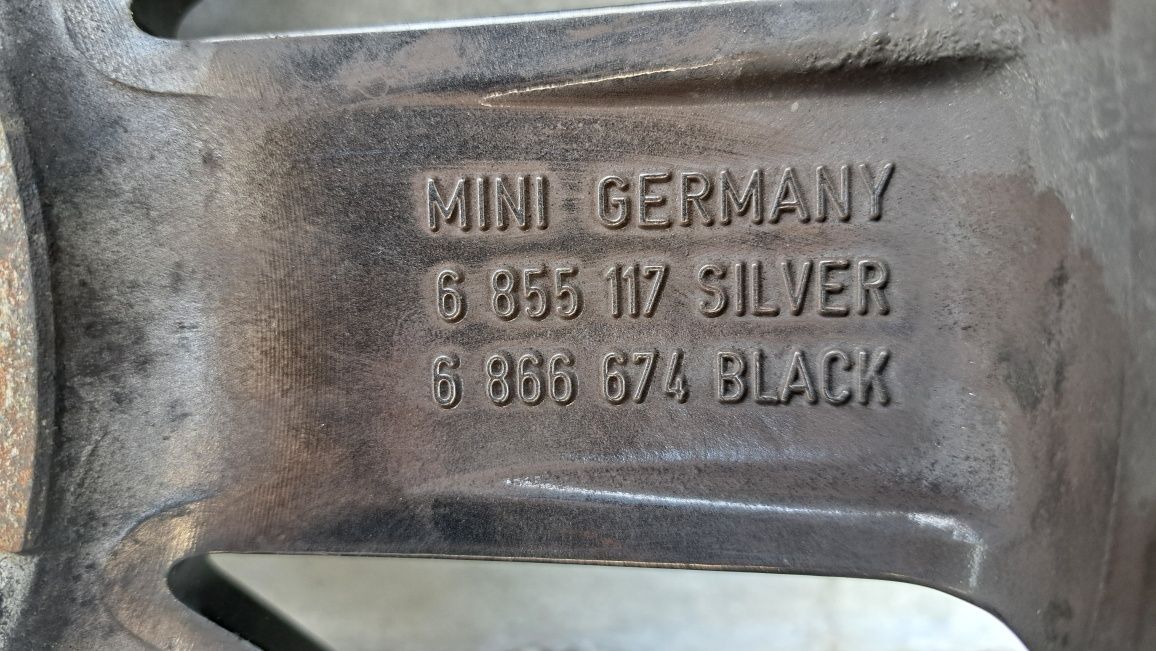 MINI GERMANY
6 855 117 SILVER
6 866 674 BLACK